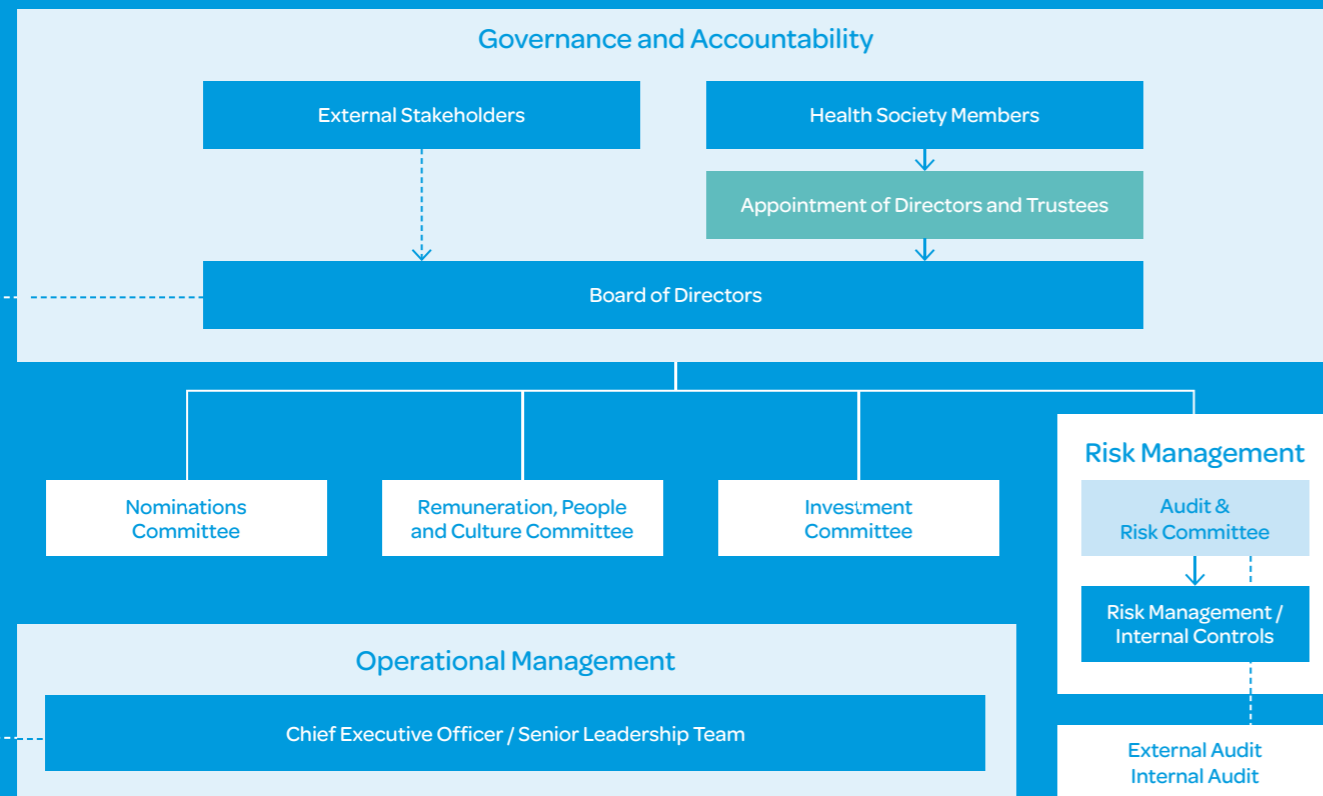 Governance and Accountability
External Stakeholders
Health Society Members
Appointment of Directors and Trustees
Board of Directors
Nominations
Committee
Remuneration, People
and Culture Committee
Investment
Committee
Risk Management
Audit &
Risk Committee
Risk Management /
Internal Controls
Operational Management
Chief Executive Officer / Senior Leadership Team
External Audit
Internal Audit